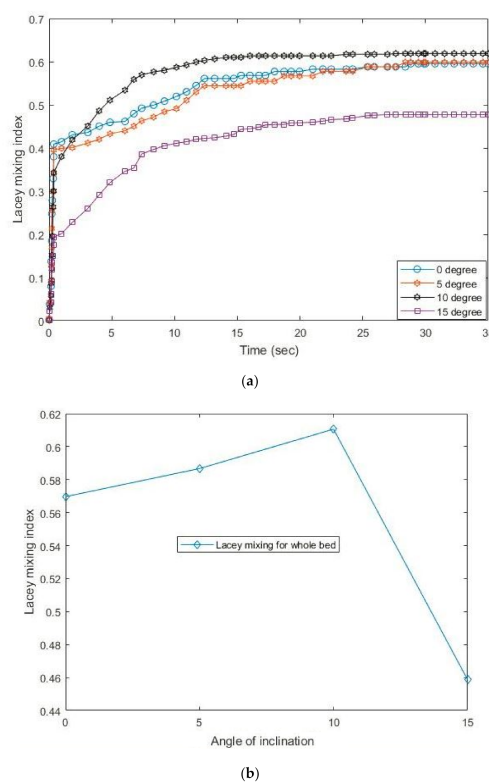 0.7
0.6
0.5
0.4
0.3
0.2
0.1
0
Lacey mixing index
0 5 10 15 20 25 30 35
Time (sec)
0 degree
5 degree
10 degree
15 degree
(a)
0.62
0.6
0.58
0.56
0.54
0.52
0.5
0.48
0.46
0.44
Lacey mixing index
Lacey mixing for whole bed
0 5 10 15
Angle of inclination
(b)